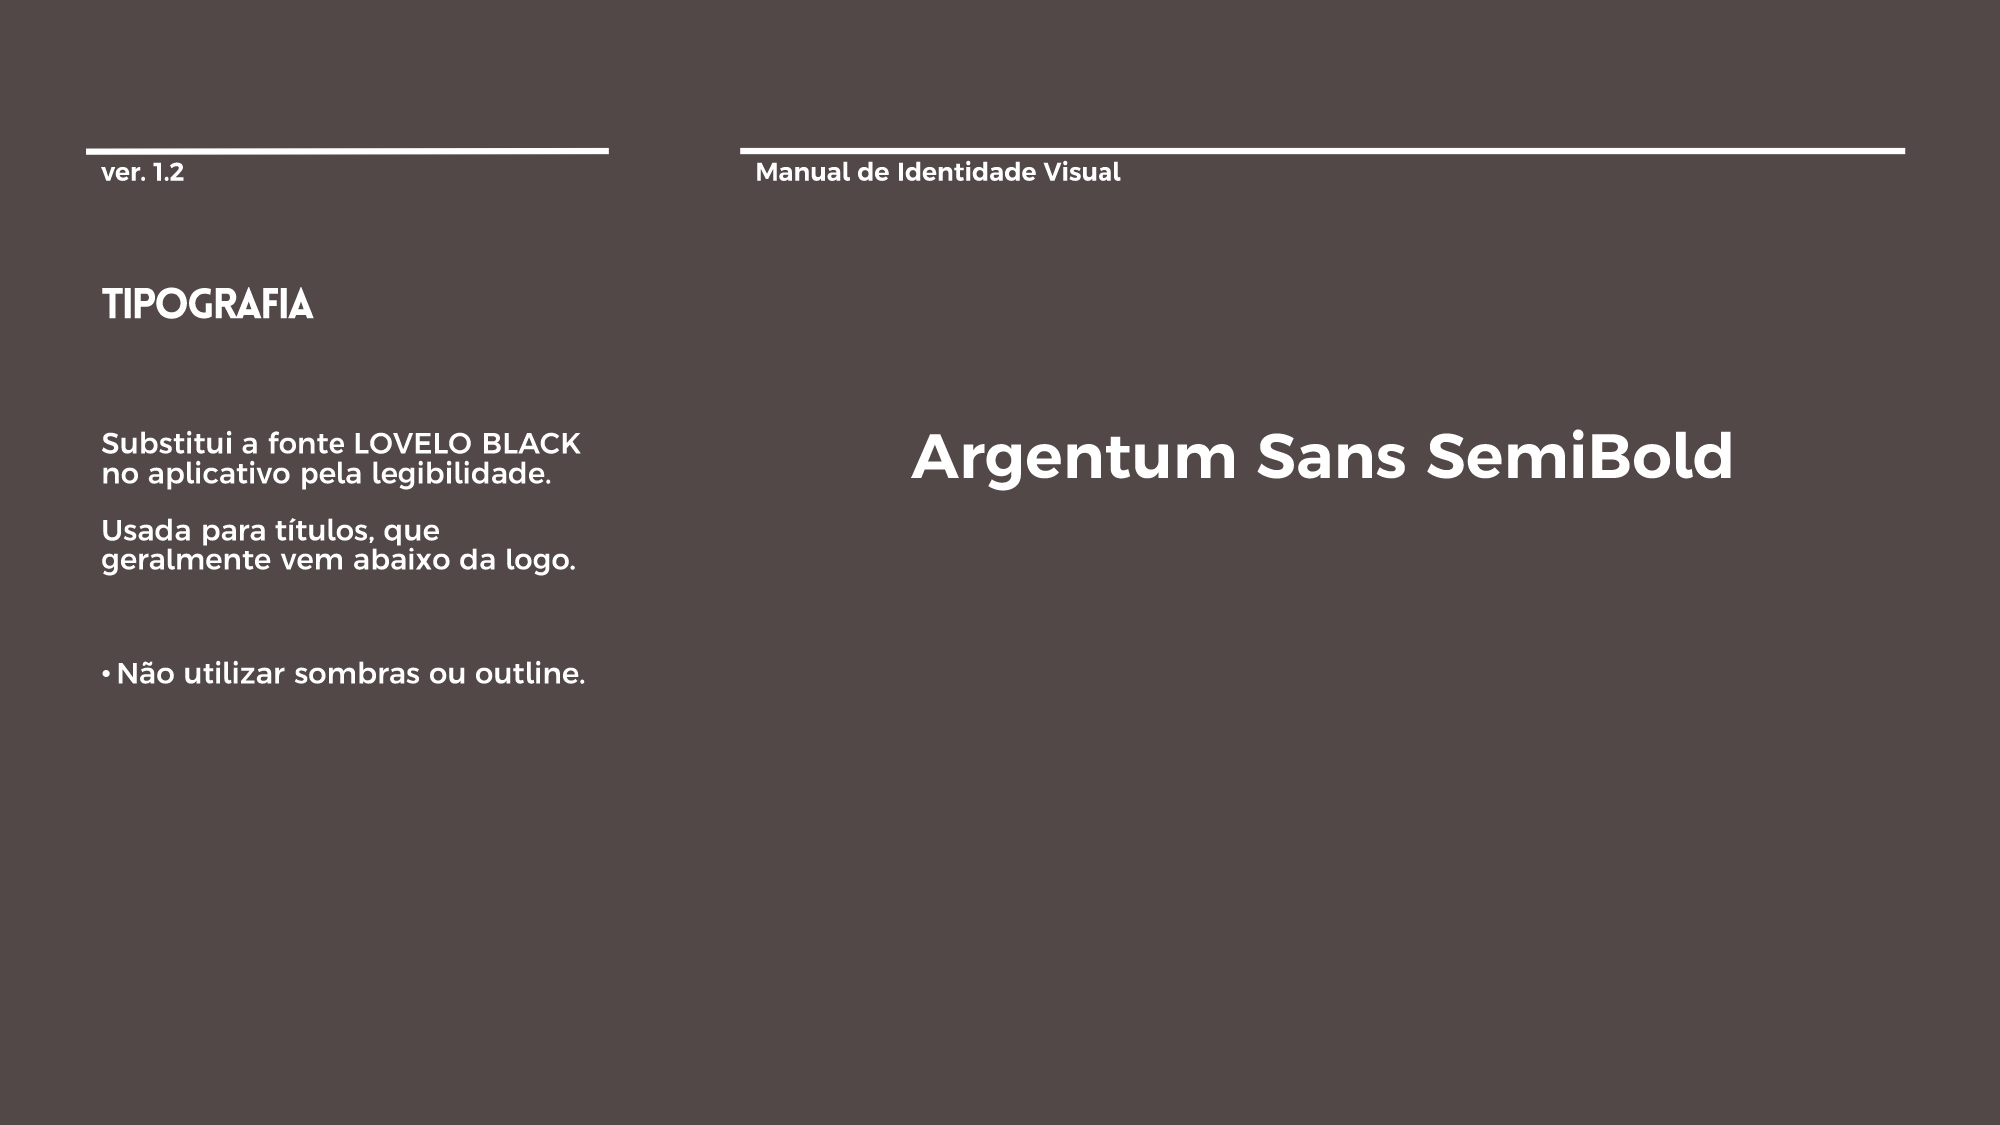 ver. 1.2
Manual de Identidade Visual
TIPOGRAFIA
Substitui a fonte LOVELO BLACK
no aplicativo pela legibilidade.
Usada para títulos, que
geralmente vem abaixo da logo.
• Não utilizar sombras ou outline.
Argentum Sans SemiBold